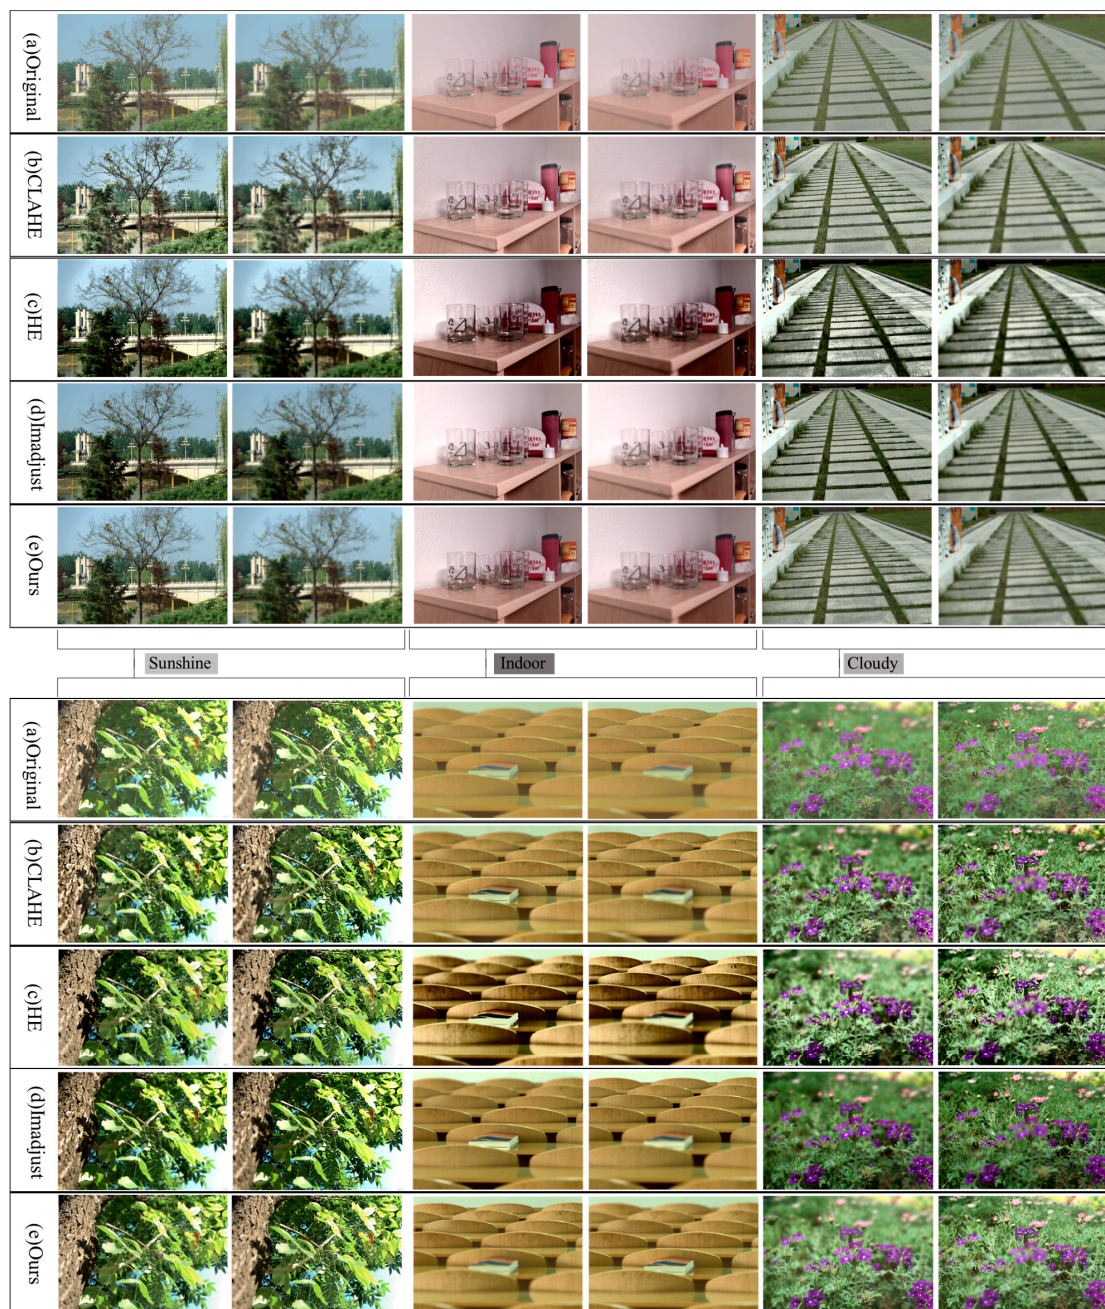 (a)Original
(b)CLAHE
(c)HE
(d)Imadjust
(e)Ours
Sunshine
Indoor
Cloudy
(a)Original
(b)CLAHE
(c)HE
(d)Imadjust
(e)Ours